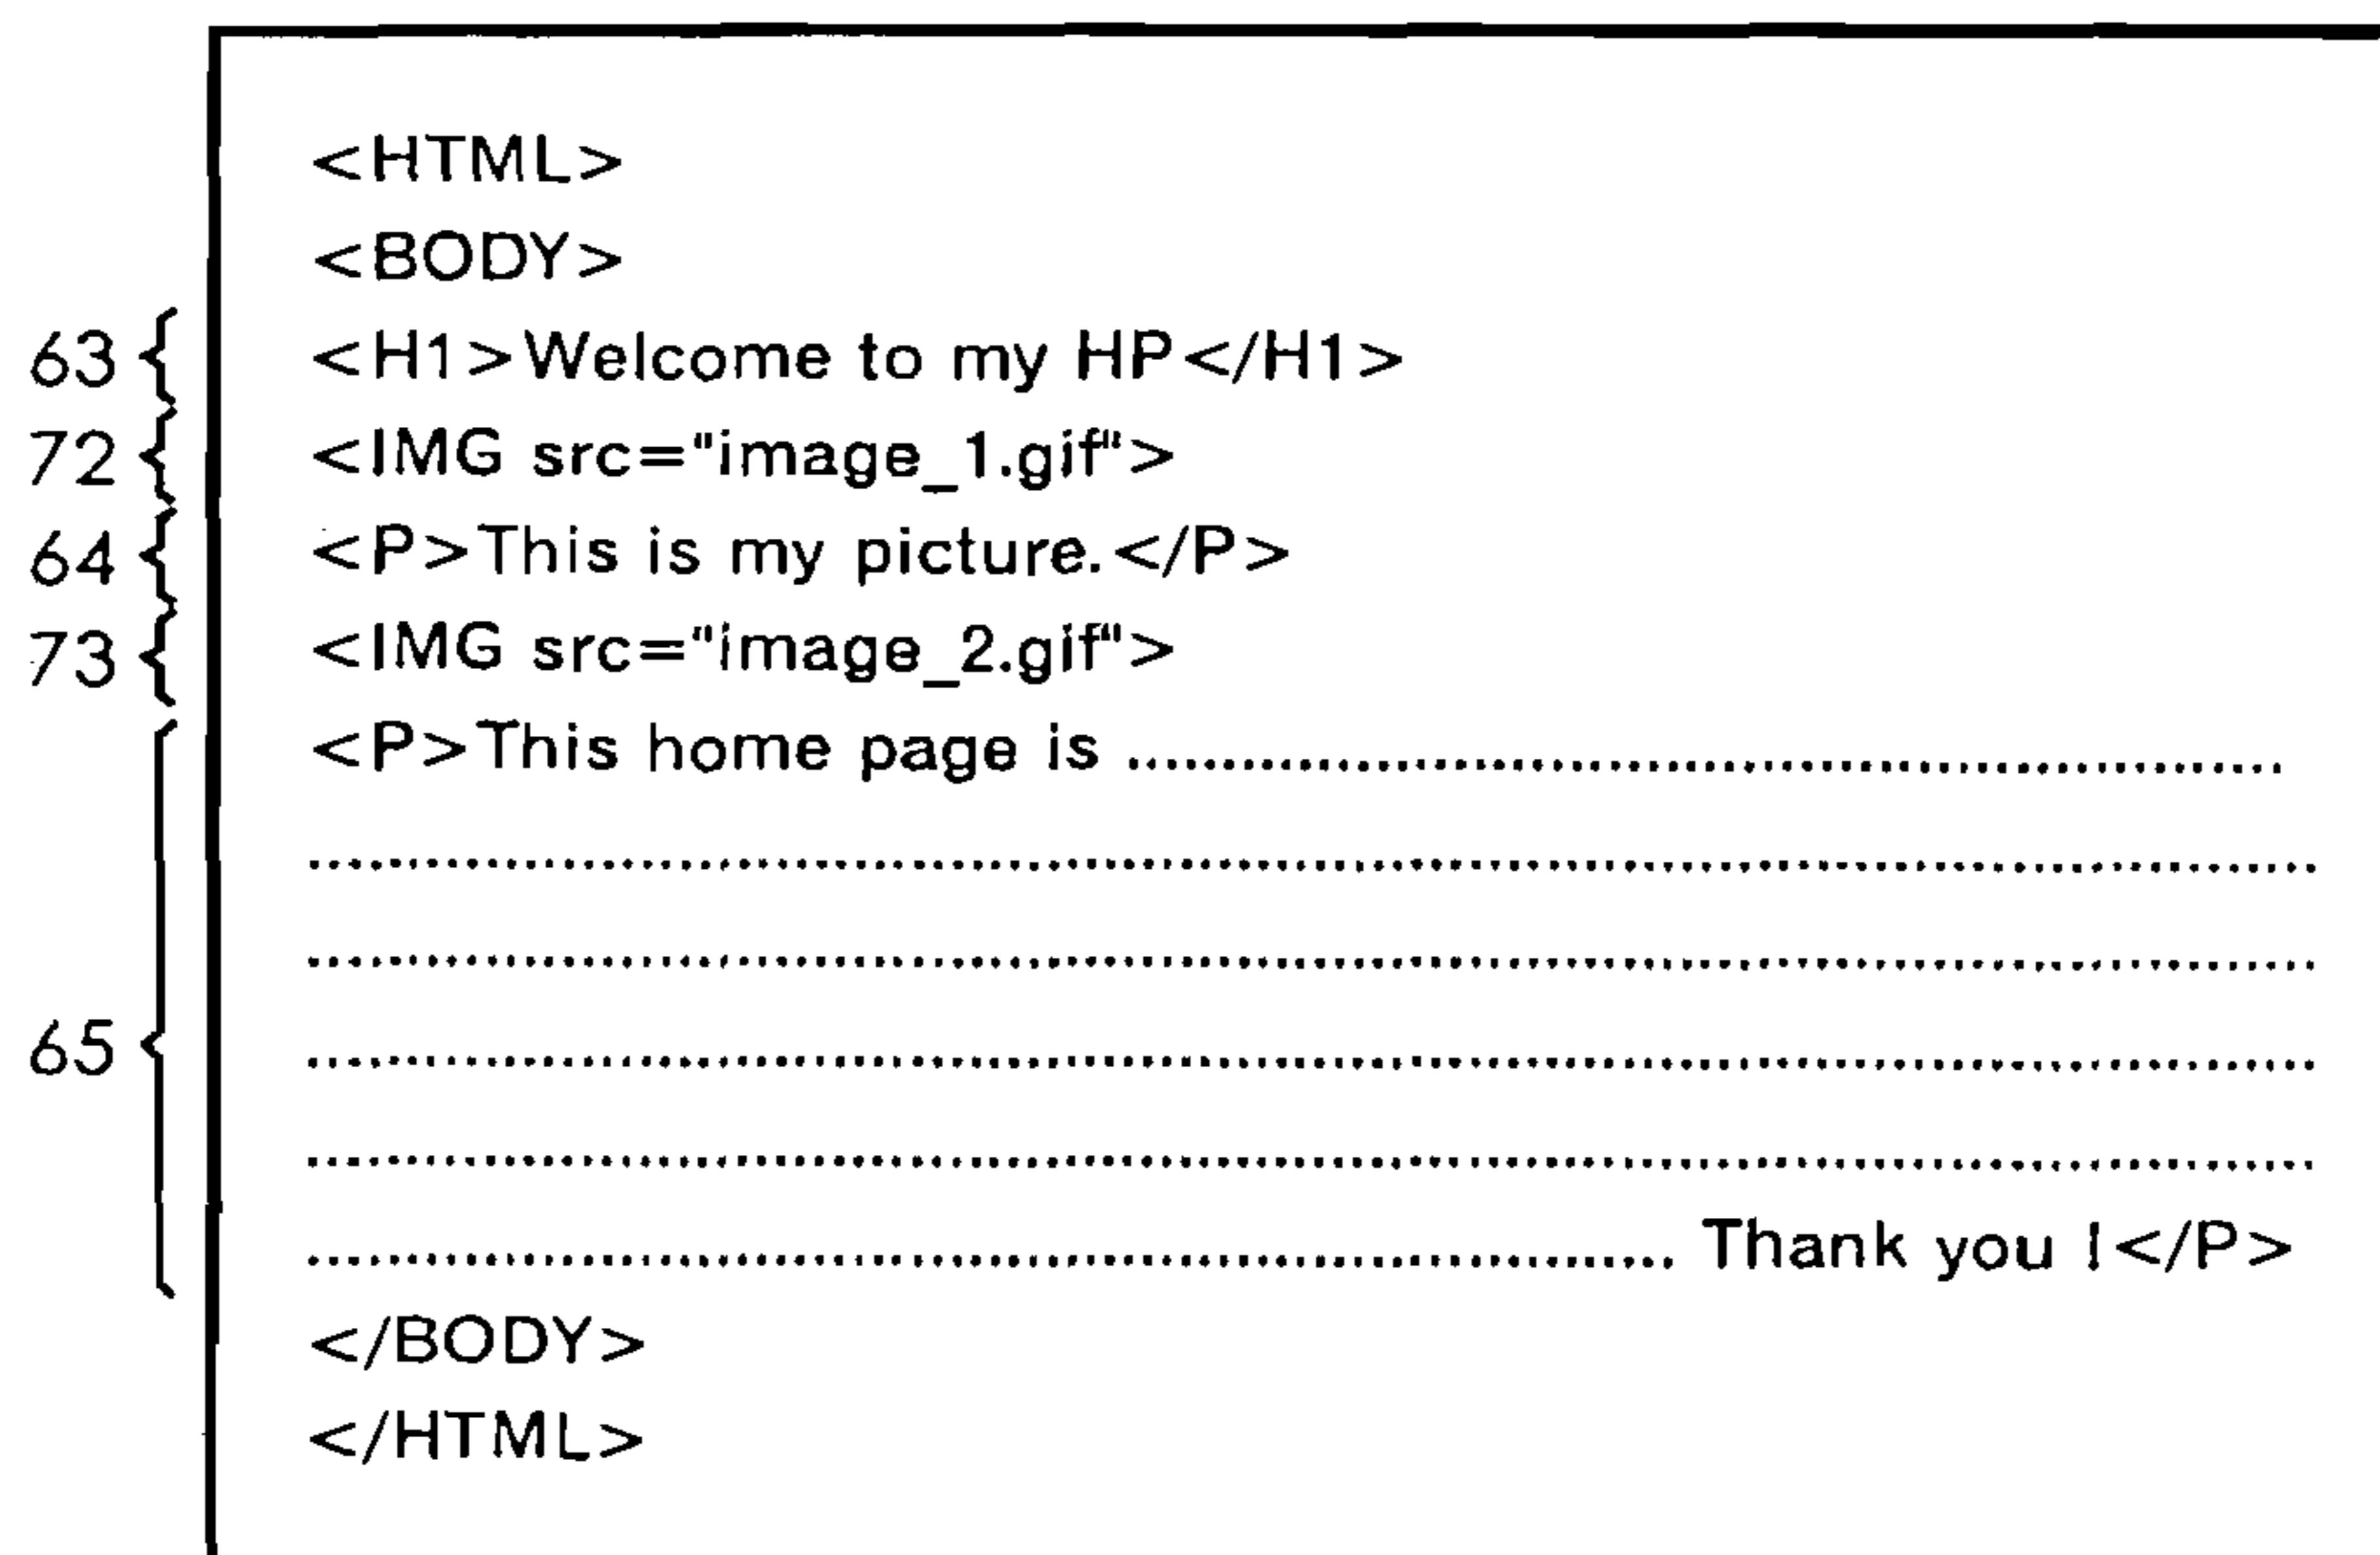 <HTML>
<BODY>
63 <H1>Welcome to my HP</H1>
72 <IMG src="image_1.gif">
64 <P>This is my picture.</P>
73 <IMG src="image_2.gif">
<P>This home page is ..............................................................
..........................................................................................................
..........................................................................................................
65 ..........................................................................................................
..........................................................................................................
........................................................................ Thank you !</P>
</BODY>
</HTML>